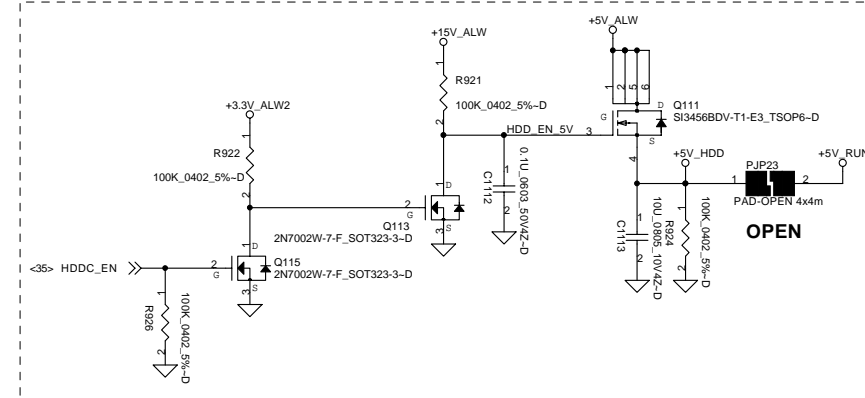 +5V_ALW
+15V_ALW
1
2
5
6
R921
100K_0402_5%~D
1
2
D
Q111
SI3456BDV-T1-E3_TSOP6~D
G
S
3
4
HDD_EN_5V
+3.3V_ALW2
R922
100K_0402_5%~D
1
2
0.1U_0603_50V4Z~D
C1112
1
2
+5V_HDD
PJP23
+5V_RUN
1
2
PAD-OPEN 4x4m
OPEN
1
D
2
G
3
S
Q113
2N7002W-7-F_SOT323-3~D
10U_0805_10V4Z~D
C1113
1
2
100K_0402_5%~D
R924
1
2
1
D
Q115
2N7002W-7-F_SOT323-3~D
2
G
3
S
<35> HDDC_EN
100K_0402_5%~D
R926
1
2